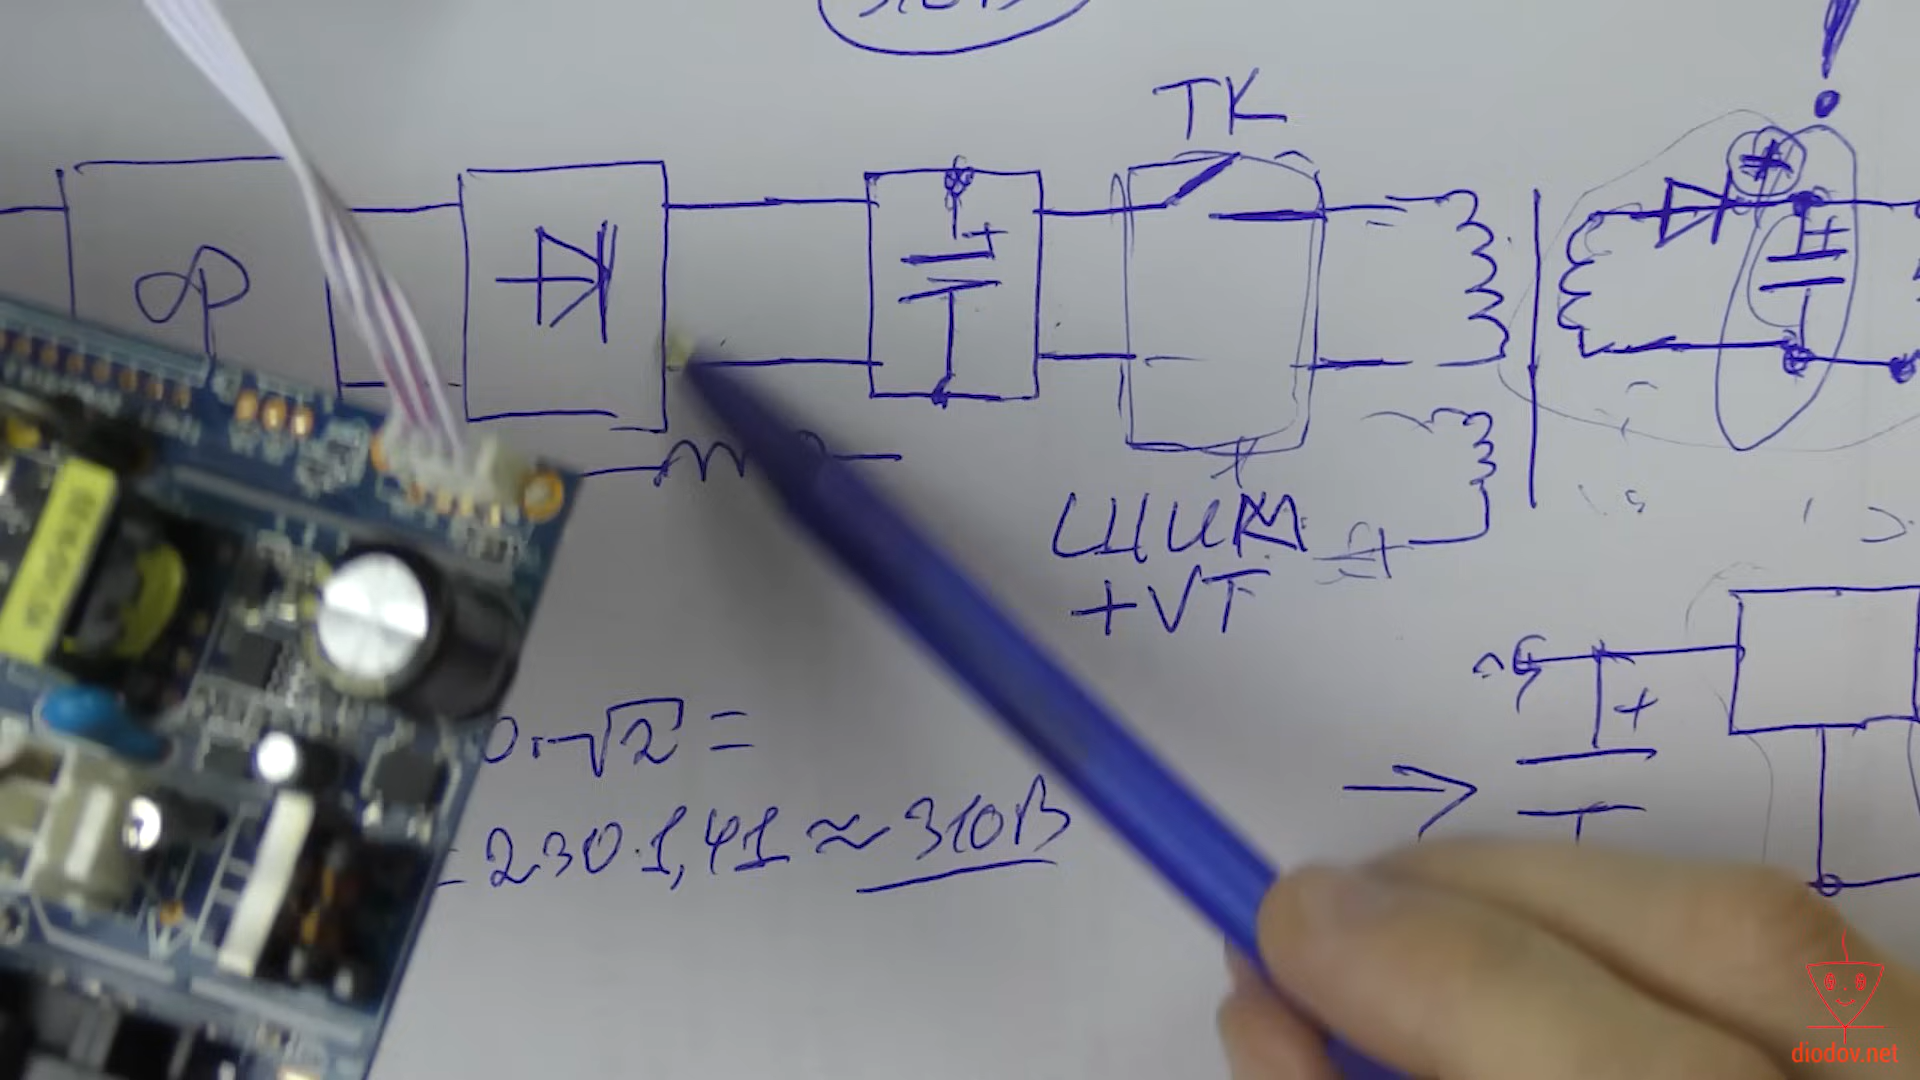 ТК
Ф
+
+
+
ШИМ
+VT
+
0·√2 =
= 230·1,41 ≈ 310В
diodov.net